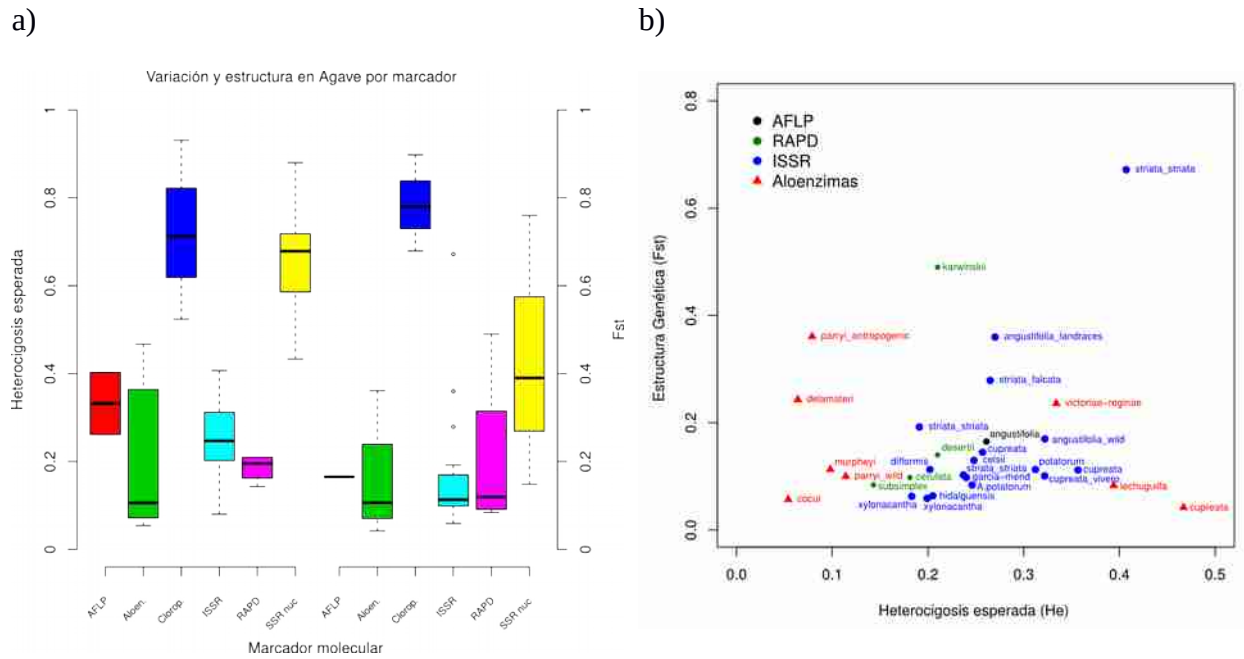 a)
b)
Variación y estructura en Agave por marcador
1
0.8
0.6
0.4
0.2
0
Heterocigosis esperada
1
0.8
0.6
0.4
0.2
0
Fst
AFLP
Aloen.
Clorop.
ISSR
RAPD
SSR nuc
AFLP
Aloen.
Clorop.
ISSR
RAPD
SSR nuc
Marcador molecular
0.8
0.6
0.4
0.2
0.0
Estructura Genética (Fst)
AFLP
RAPD
ISSR
Aloenzimas
striata_striata
karwinskii
parryi_antropogenic
angustifolia_landraces
striata_falcata
delamateri
victoriae-reginae
striata_striata
angustifolia
angustifolia_wild
cupreata
desertii
celsii
murpheyi
difformis
striata_striata
potatorum
cupreata
parryi_wild
cerulata
garcia-mend
cupreata_vivero
subsimplex
A.potatorum
lechuguilla
cocui
hidalguensis
xylonacantha
xylonacantha
cupreata
0.0
0.1
0.2
0.3
0.4
0.5
Heterocigosis esperada (He)